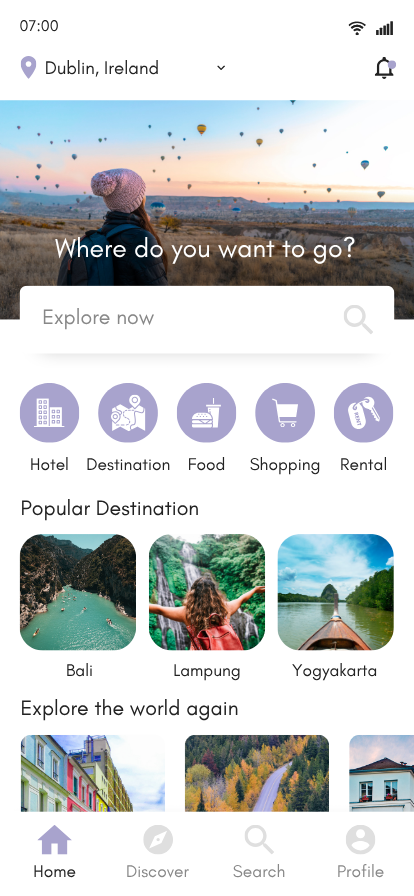 07:00
Dublin, Ireland
Where do you want to go?
Explore now
Hotel
Destination
Food
Shopping
Rental
RENT
Popular Destination
Bali
Lampung
Yogyakarta
Explore the world again
Home
Discover
Search
Profile